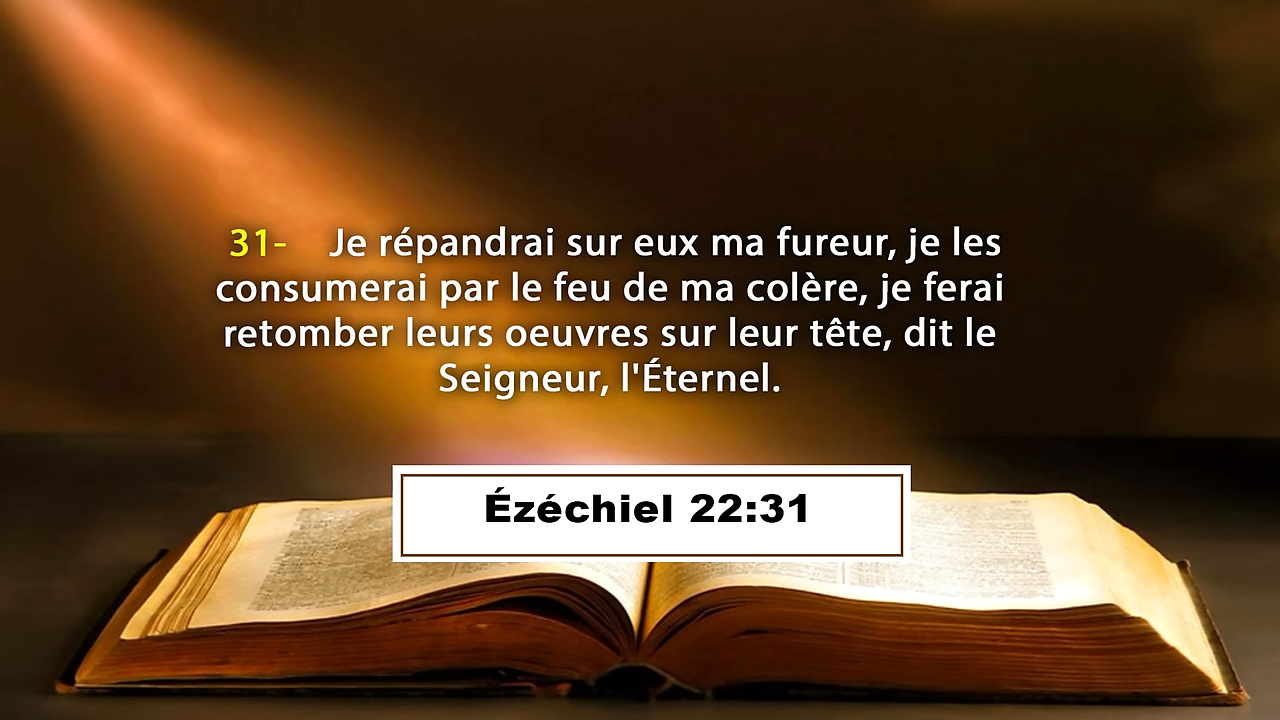 31- Je répandrai sur eux ma fureur, je les
consumerai par le feu de ma colère, je ferai
retomber leurs oeuvres sur leur tête, dit le
Seigneur, l'Éternel.
Ézéchiel 22:31